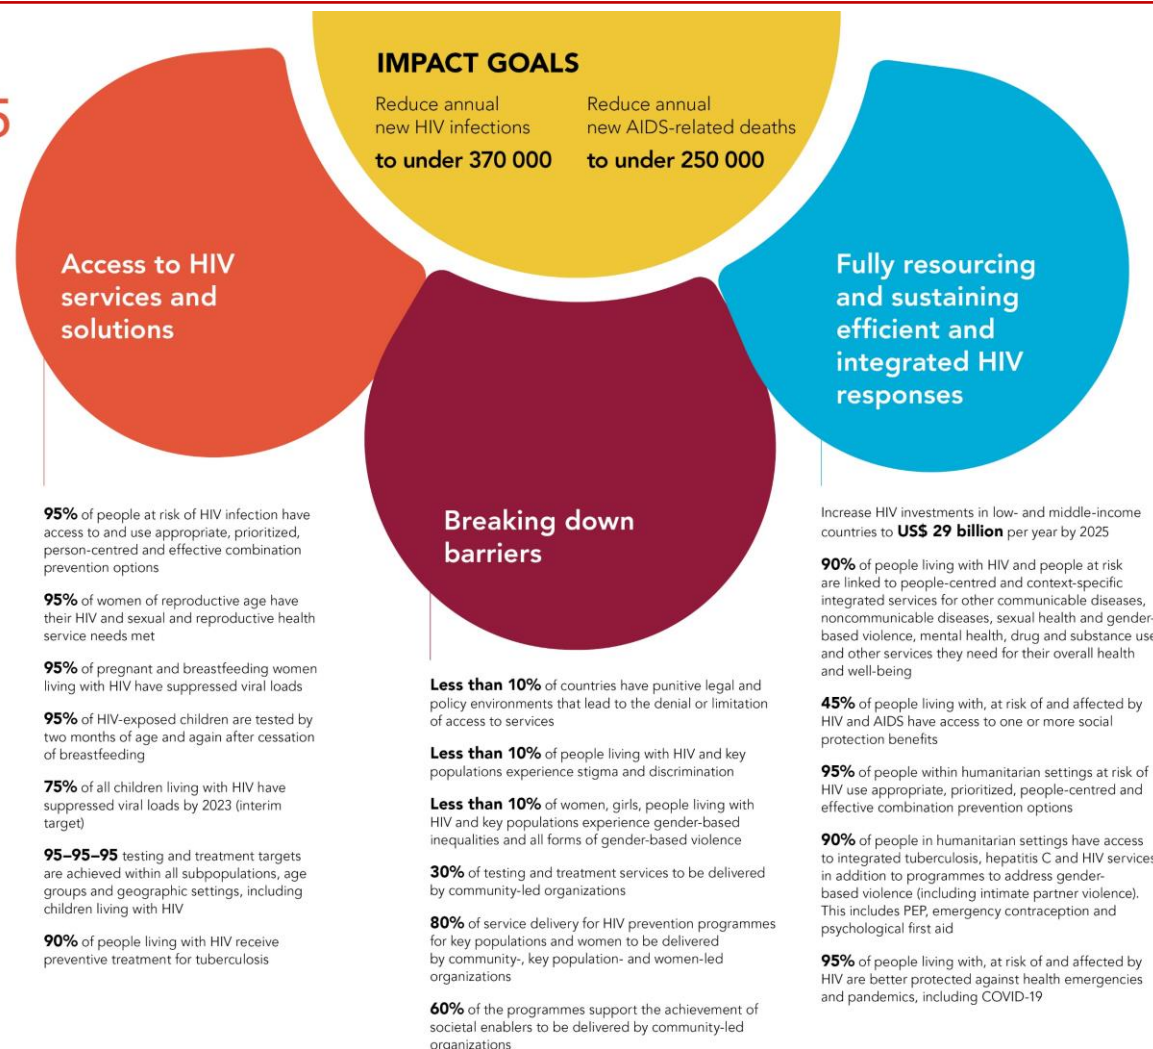 5
IMPACT GOALS
Reduce annual
new HIV infections
to under 370 000
Reduce annual
new AIDS-related deaths
to under 250 000
Access to HIV
services and
solutions
Breaking down
barriers
Fully resourcing
and sustaining
efficient and
integrated HIV
responses
95% of people at risk of HIV infection have
access to and use appropriate, prioritized,
person-centred and effective combination
prevention options
95% of women of reproductive age have
their HIV and sexual and reproductive health
service needs met
95% of pregnant and breastfeeding women
living with HIV have suppressed viral loads
95% of HIV-exposed children are tested by
two months of age and again after cessation
of breastfeeding
75% of all children living with HIV have
suppressed viral loads by 2023 (interim
target)
95–95–95 testing and treatment targets
are achieved within all subpopulations, age
groups and geographic settings, including
children living with HIV
90% of people living with HIV receive
preventive treatment for tuberculosis
Less than 10% of countries have punitive legal and
policy environments that lead to the denial or limitation
of access to services
Less than 10% of people living with HIV and key
populations experience stigma and discrimination
Less than 10% of women, girls, people living with
HIV and key populations experience gender-based
inequalities and all forms of gender-based violence
30% of testing and treatment services to be delivered
by community-led organizations
80% of service delivery for HIV prevention programmes
for key populations and women to be delivered
by community-, key population- and women-led
organizations
60% of the programmes support the achievement of
societal enablers to be delivered by community-led
organizations
Increase HIV investments in low- and middle-income
countries to US$ 29 billion per year by 2025
90% of people living with HIV and people at risk
are linked to people-centred and context-specific
integrated services for other communicable diseases,
noncommunicable diseases, sexual health and gender-
based violence, mental health, drug and substance use
and other services they need for their overall health
and well-being
45% of people living with, at risk of and affected by
HIV and AIDS have access to one or more social
protection benefits
95% of people within humanitarian settings at risk of
HIV use appropriate, prioritized, people-centred and
effective combination prevention options
90% of people in humanitarian settings have access
to integrated tuberculosis, hepatitis C and HIV services
in addition to programmes to address gender-
based violence (including intimate partner violence).
This includes PEP, emergency contraception and
psychological first aid
95% of people living with, at risk of and affected by
HIV are better protected against health emergencies
and pandemics, including COVID-19